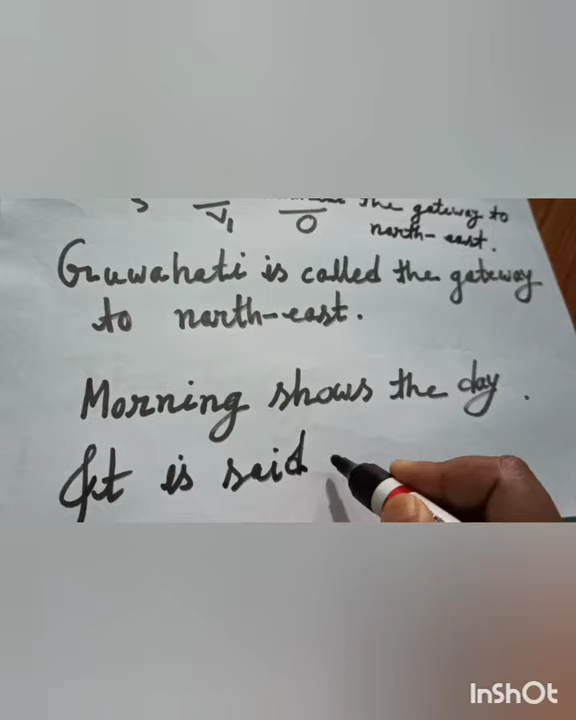 S V₁ O the gateway to
north-east.
Guwahati is called the gateway
to north-east.
Morning shows the day.
It is said
InShOt